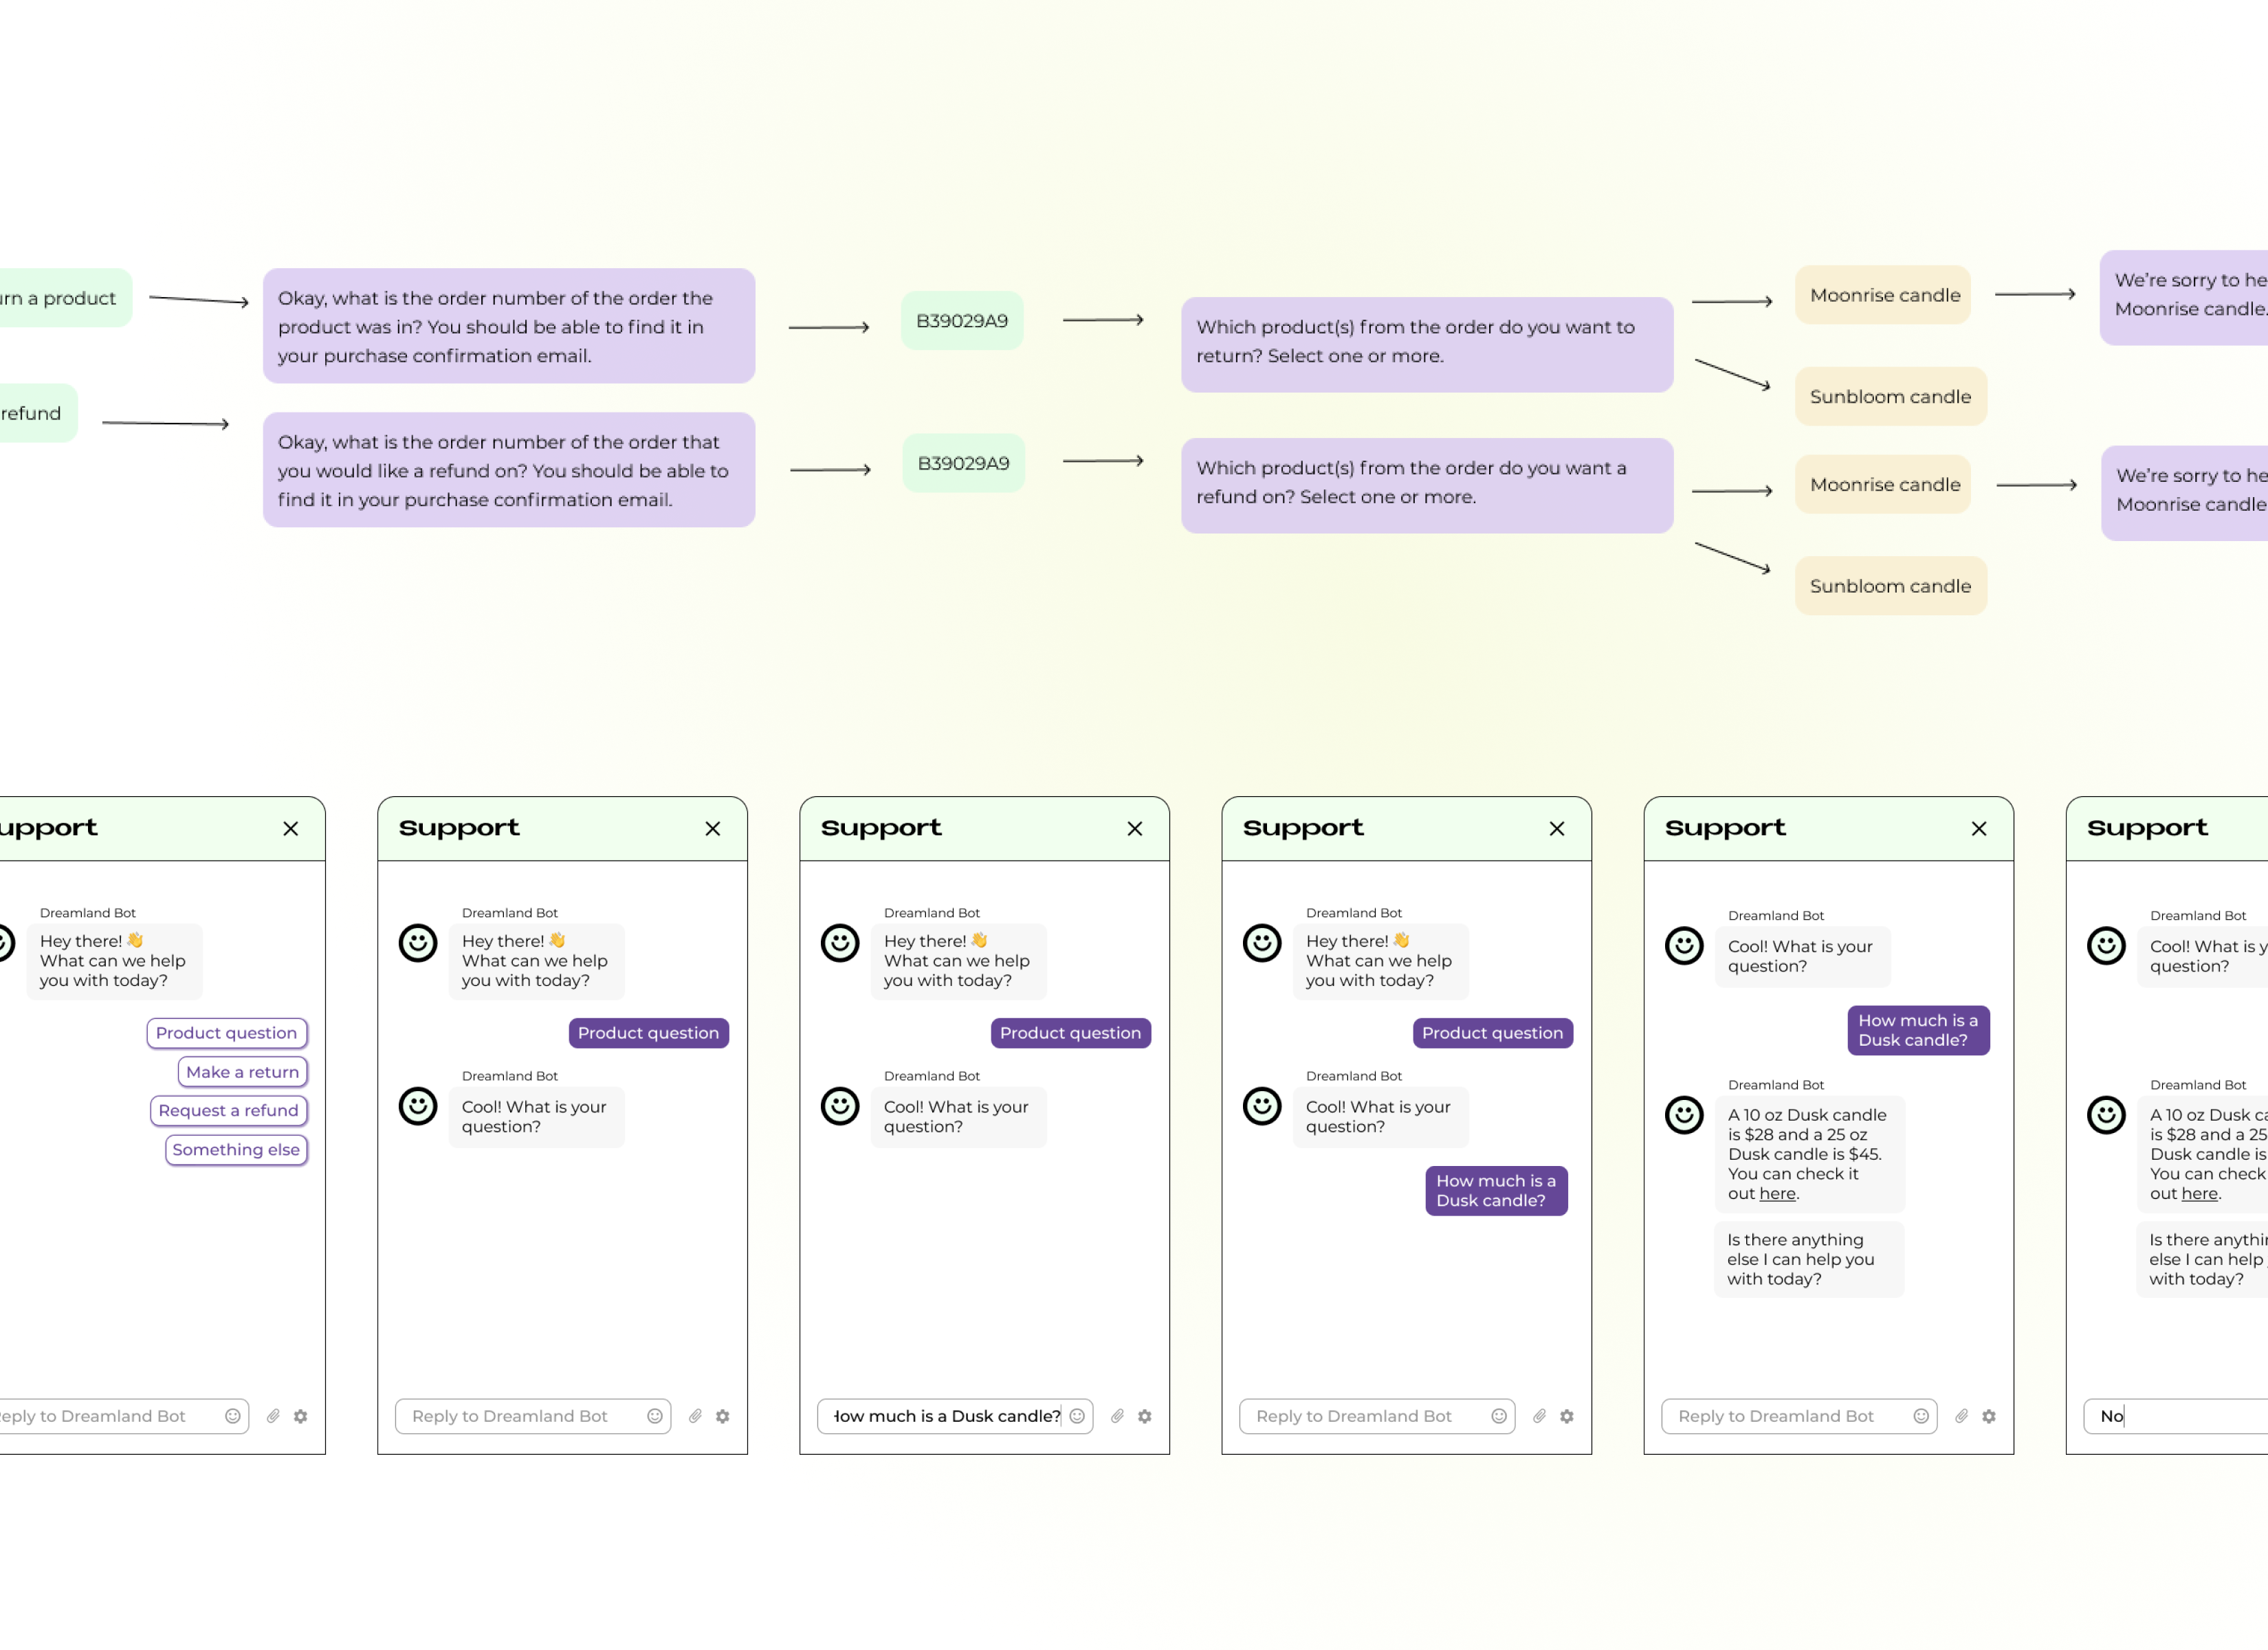 urn a product
Okay, what is the order number of the order the
product was in? You should be able to find it in
your purchase confirmation email.
B39029A9
Which product(s) from the order do you want to
return? Select one or more.
Moonrise candle
Sunbloom candle
We're sorry to he
Moonrise candle.
refund
Okay, what is the order number of the order that
you would like a refund on? You should be able to
find it in your purchase confirmation email.
B39029A9
Which product(s) from the order do you want a
refund on? Select one or more.
Moonrise candle
Sunbloom candle
We're sorry to he
Moonrise candle
upport
Dreamland Bot
Hey there! 👋
What can we help
you with today?
Product question
Make a return
Request a refund
Something else
eply to Dreamland Bot
Support
Dreamland Bot
Hey there! 👋
What can we help
you with today?
Product question
Dreamland Bot
Cool! What is your
question?
Reply to Dreamland Bot
Support
Dreamland Bot
Hey there! 👋
What can we help
you with today?
Product question
Dreamland Bot
Cool! What is your
question?
How much is a Dusk candle?
Support
Dreamland Bot
Hey there! 👋
What can we help
you with today?
Product question
Dreamland Bot
Cool! What is your
question?
How much is a
Dusk candle?
Reply to Dreamland Bot
Support
Dreamland Bot
Cool! What is your
question?
How much is a
Dusk candle?
Dreamland Bot
A 10 oz Dusk candle
is $28 and a 25 oz
Dusk candle is $45.
You can check it
out here.
Is there anything
else I can help you
with today?
Reply to Dreamland Bot
Support
Dreamland Bot
Cool! What is y
question?
Dreamland Bot
A 10 oz Dusk ca
is $28 and a 25
Dusk candle is
You can check
out here.
Is there anythin
else I can help
with today?
No